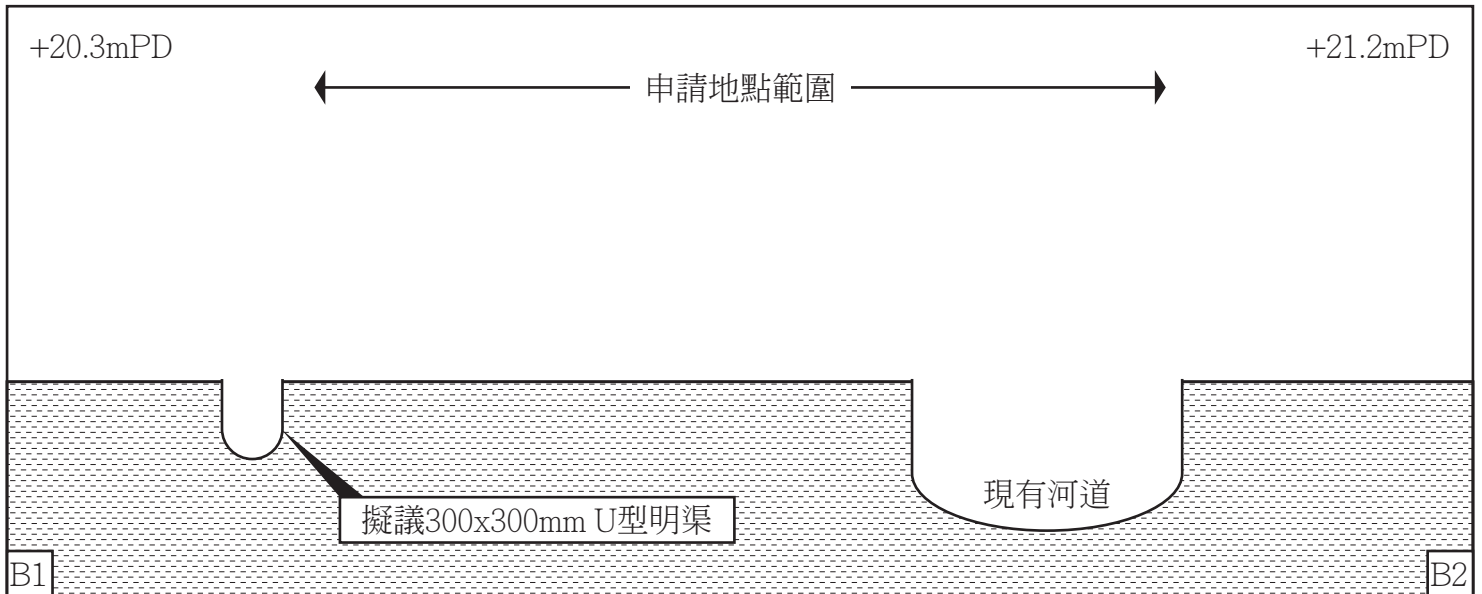 +20.3mPD
+21.2mPD
申請地點範圍
現有河道
擬議300x300mm U型明渠
B1
B2